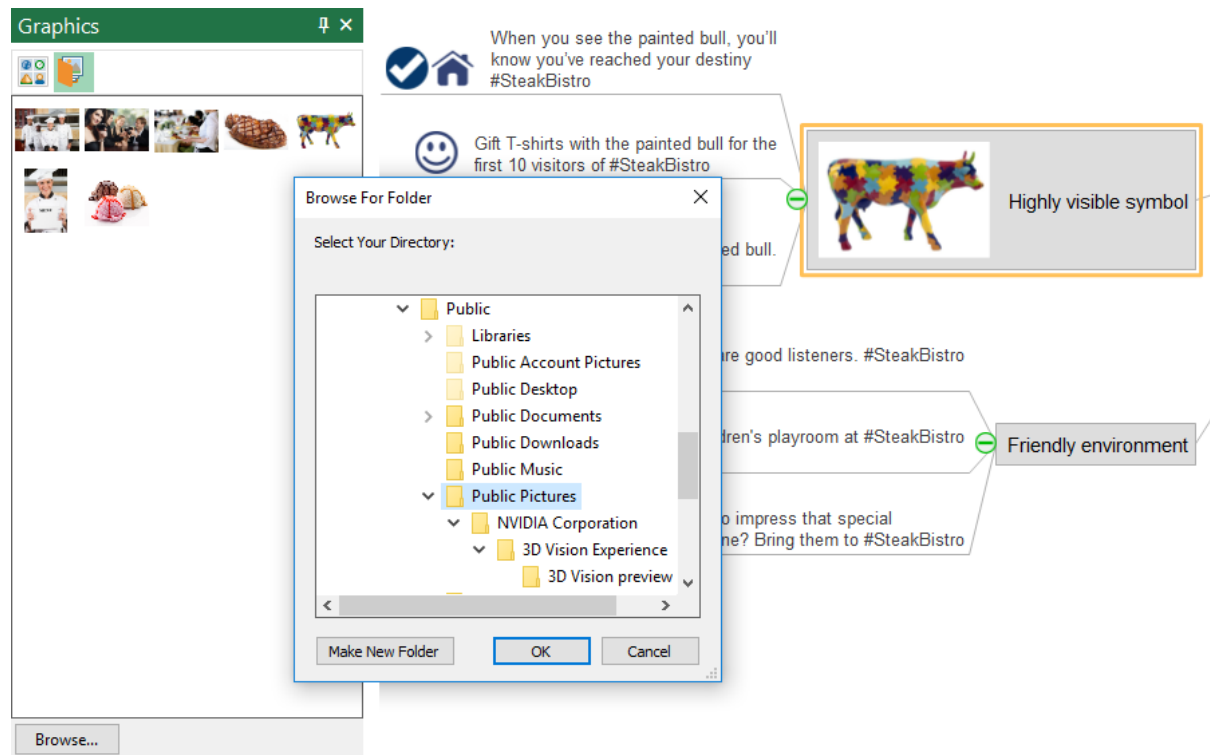 Graphics
When you see the painted bull, you'll
know you've reached your destiny
#SteakBistro
Gift T-shirts with the painted bull for the
first 10 visitors of #SteakBistro
Highly visible symbol
ed bull.
Browse For Folder
Select Your Directory:
Public
Libraries
Public Account Pictures
Public Desktop
Public Documents
Public Downloads
Public Music
Public Pictures
NVIDIA Corporation
3D Vision Experience
3D Vision preview
Make New Folder
OK
Cancel
re good listeners. #SteakBistro
dren's playroom at #SteakBistro
Friendly environment
o impress that special
ne? Bring them to #SteakBistro
Browse...